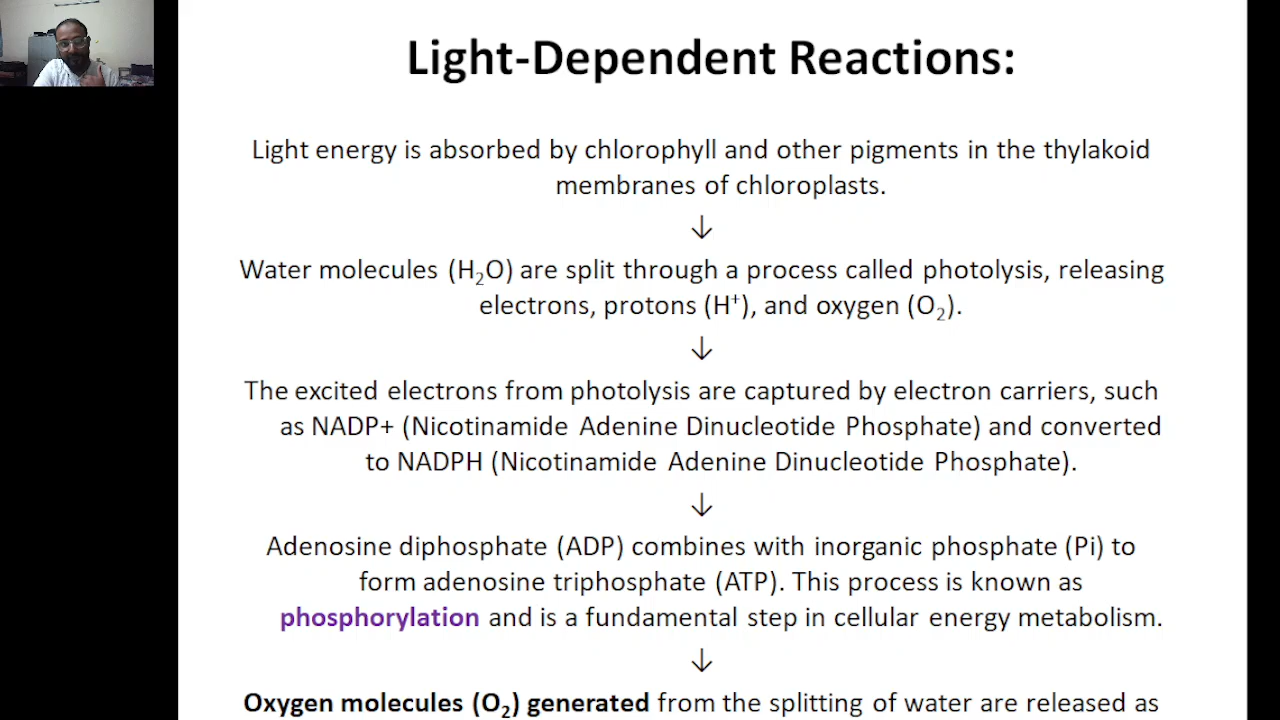 Light-Dependent Reactions:
Light energy is absorbed by chlorophyll and other pigments in the thylakoid
membranes of chloroplasts.
↓
Water molecules (H₂O) are split through a process called photolysis, releasing
electrons, protons (H⁺), and oxygen (O₂).
↓
The excited electrons from photolysis are captured by electron carriers, such
as NADP+ (Nicotinamide Adenine Dinucleotide Phosphate) and converted
to NADPH (Nicotinamide Adenine Dinucleotide Phosphate).
↓
Adenosine diphosphate (ADP) combines with inorganic phosphate (Pi) to
form adenosine triphosphate (ATP). This process is known as
phosphorylation and is a fundamental step in cellular energy metabolism.
↓
Oxygen molecules (O₂) generated from the splitting of water are released as